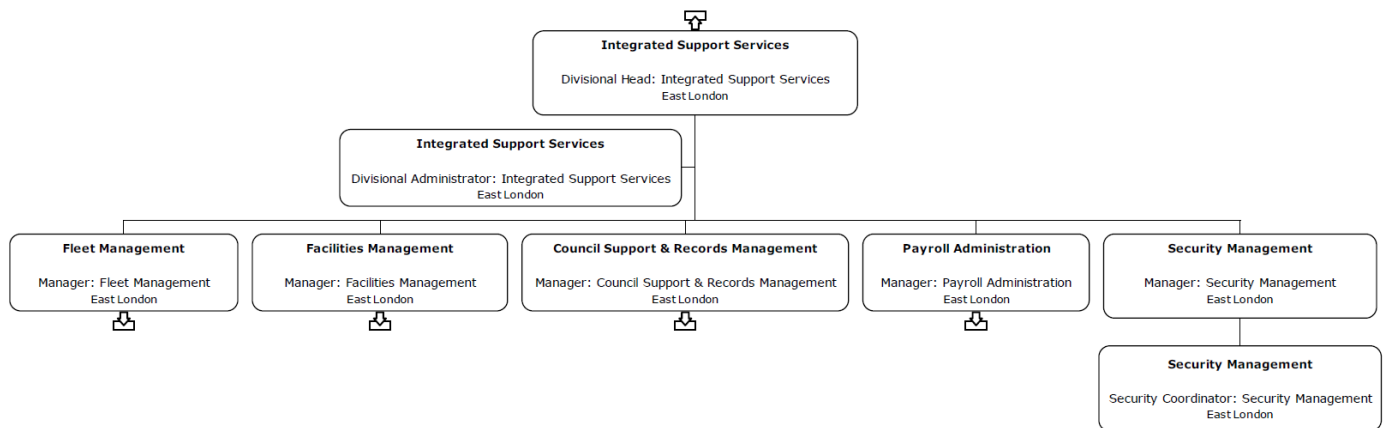 Integrated Support Services
Divisional Head: Integrated Support Services
East London
Integrated Support Services
Divisional Administrator: Integrated Support Services
East London
Fleet Management
Manager: Fleet Management
East London
Facilities Management
Manager: Facilities Management
East London
Council Support & Records Management
Manager: Council Support & Records Management
East London
Payroll Administration
Manager: Payroll Administration
East London
Security Management
Manager: Security Management
East London
Security Management
Security Coordinator: Security Management
East London